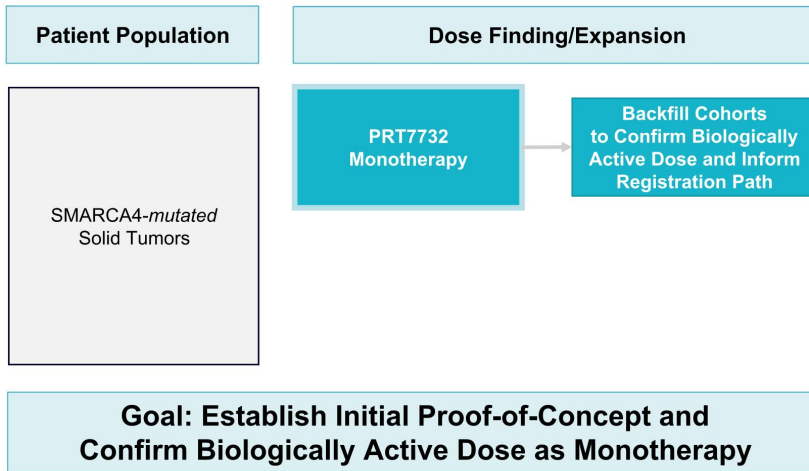 Patient Population
Dose Finding/Expansion
SMARCA4-mutated
Solid Tumors
PRT7732
Monotherapy
Backfill Cohorts
to Confirm Biologically
Active Dose and Inform
Registration Path
Goal: Establish Initial Proof-of-Concept and
Confirm Biologically Active Dose as Monotherapy